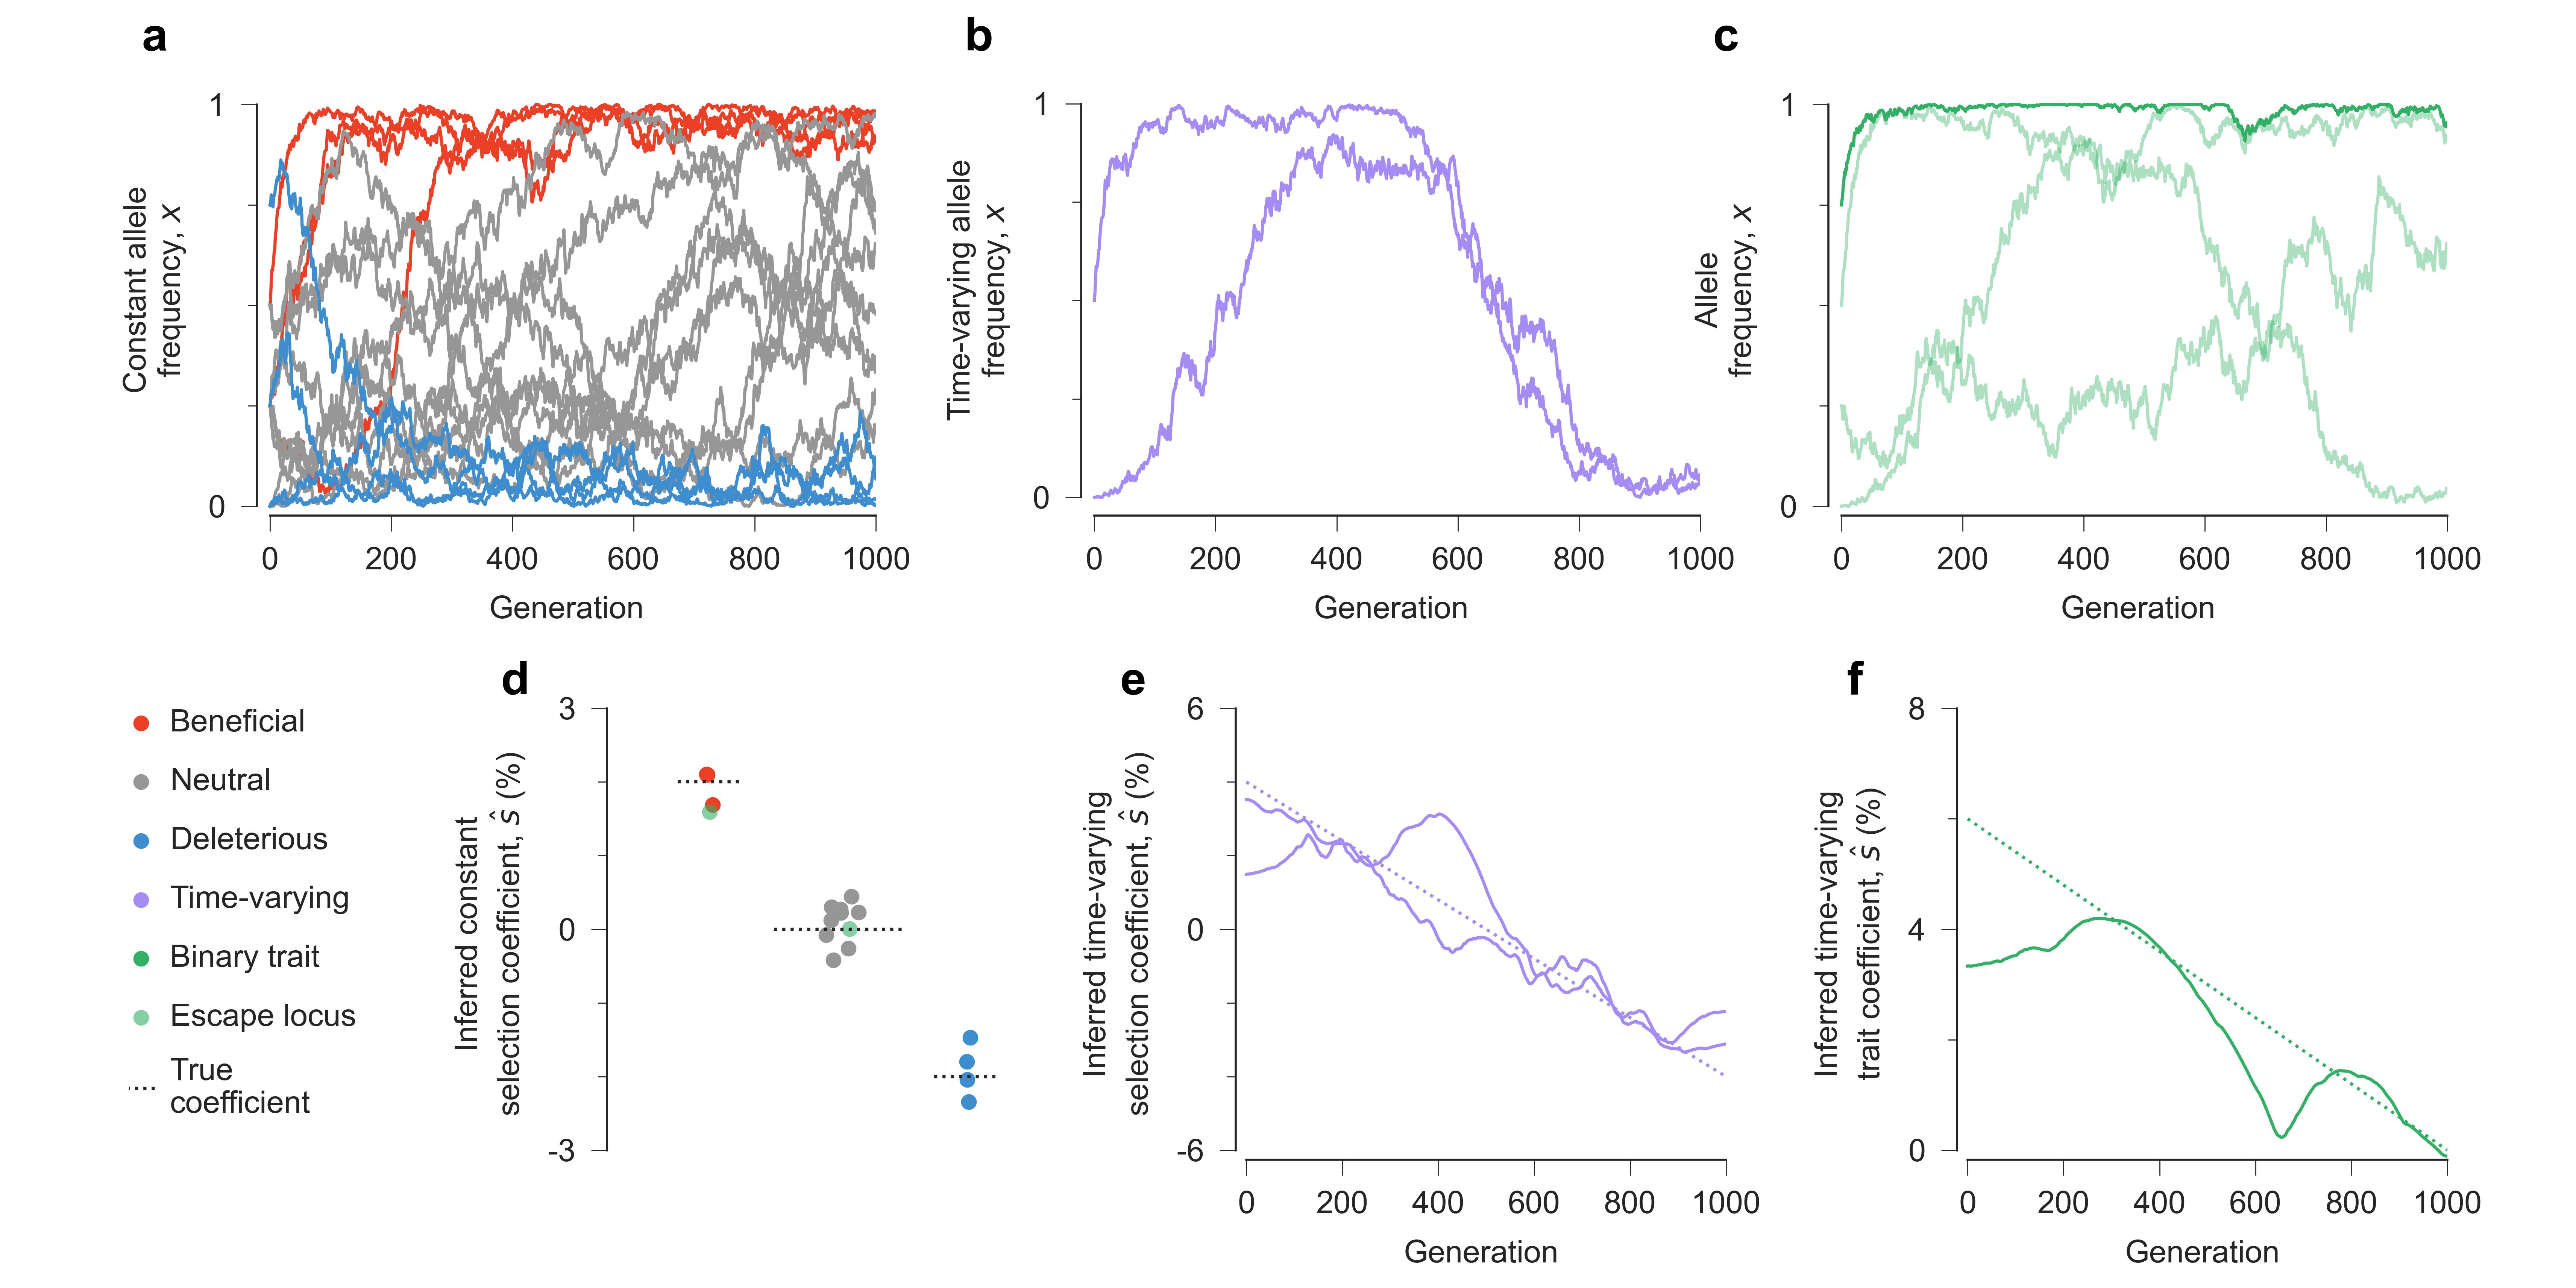 a
b
c
1
0
Constant allele
frequency, x
0 200 400 600 800 1000
Generation
1
0
Time-varying allele
frequency, x
0 200 400 600 800 1000
Generation
1
0
Allele
frequency, x
0 200 400 600 800 1000
Generation
Beneficial
Neutral
Deleterious
Time-varying
Binary trait
Escape locus
True
coefficient
d
3
0
-3
Inferred constant
selection coefficient, ŝ (%)
e
6
0
-6
Inferred time-varying
selection coefficient, ŝ (%)
0 200 400 600 800 1000
Generation
f
8
4
0
Inferred time-varying
trait coefficient, ŝ (%)
0 200 400 600 800 1000
Generation